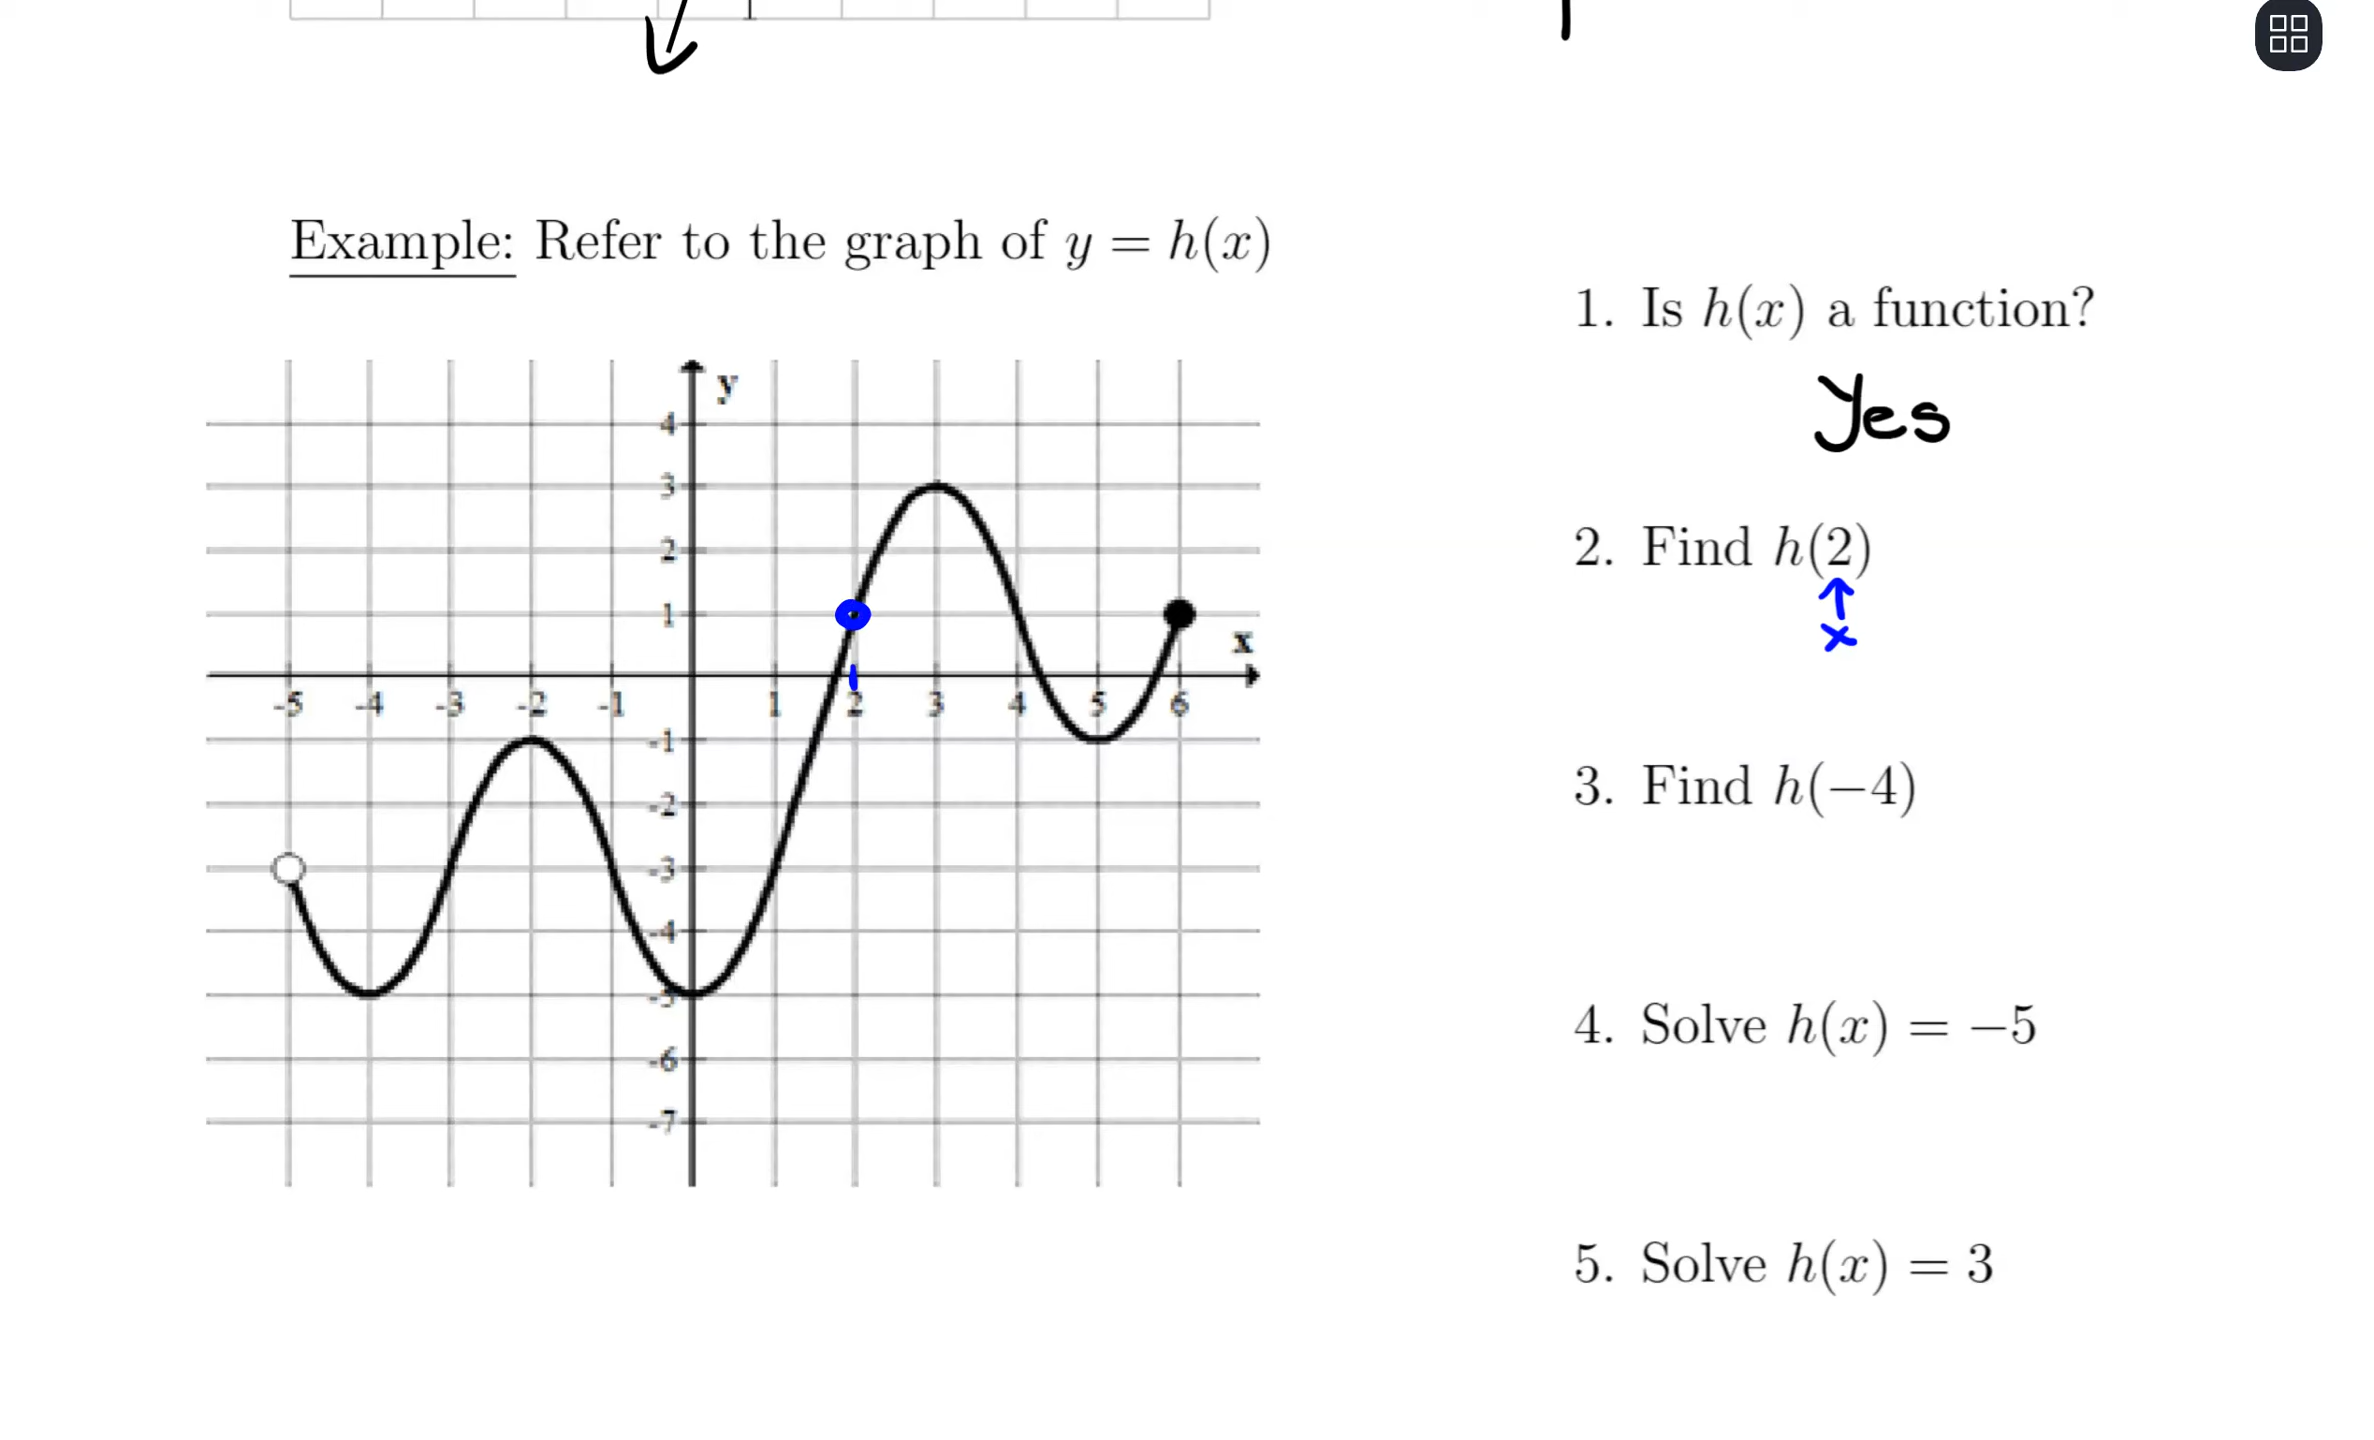 Example: Refer to the graph of y = h(x)
1. Is h(x) a function?
Yes
2. Find h(2)
x
3. Find h(−4)
4. Solve h(x) = −5
5. Solve h(x) = 3
y
4
3
2
1
x
-5 -4 -3 -2 -1 1 2 3 4 5 6
-1
-2
-3
-4
-5
-6
-7